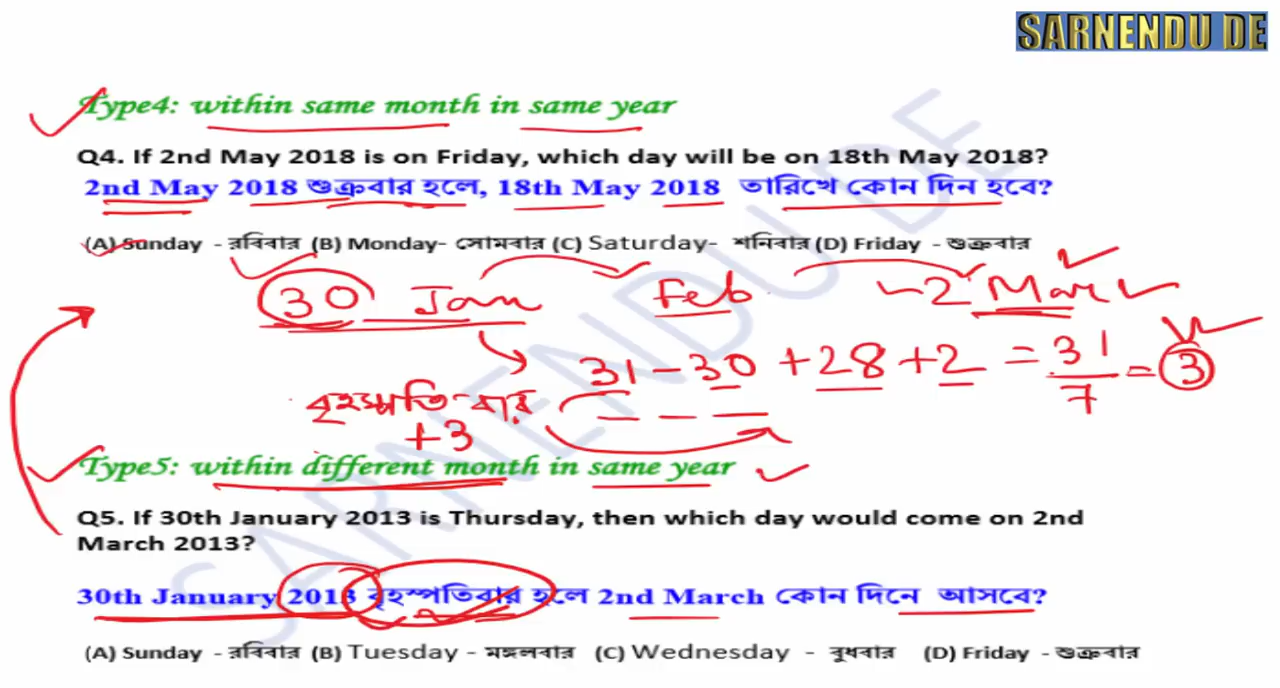 SARNENDU DE
Type4: within same month in same year
Q4. If 2nd May 2018 is on Friday, which day will be on 18th May 2018?
2nd May 2018 শুক্রবার হলে, 18th May 2018 তারিখে কোন দিন হবে?
(A) Sunday - রবিবার (B) Monday- সোমবার (C) Saturday- শনিবার (D) Friday - শুক্রবার
30 Jan Feb 2 Mar
31 - 30 + 28 + 2 = 31/7 = 3
বৃহস্পতিবার
+3
Type5: within different month in same year
Q5. If 30th January 2013 is Thursday, then which day would come on 2nd
March 2013?
30th January 2013 বৃহস্পতিবার হলে 2nd March কোন দিনে আসবে?
(A) Sunday - রবিবার (B) Tuesday - মঙ্গলবার (C) Wednesday - বুধবার (D) Friday - শুক্রবার
SARNENDU DE